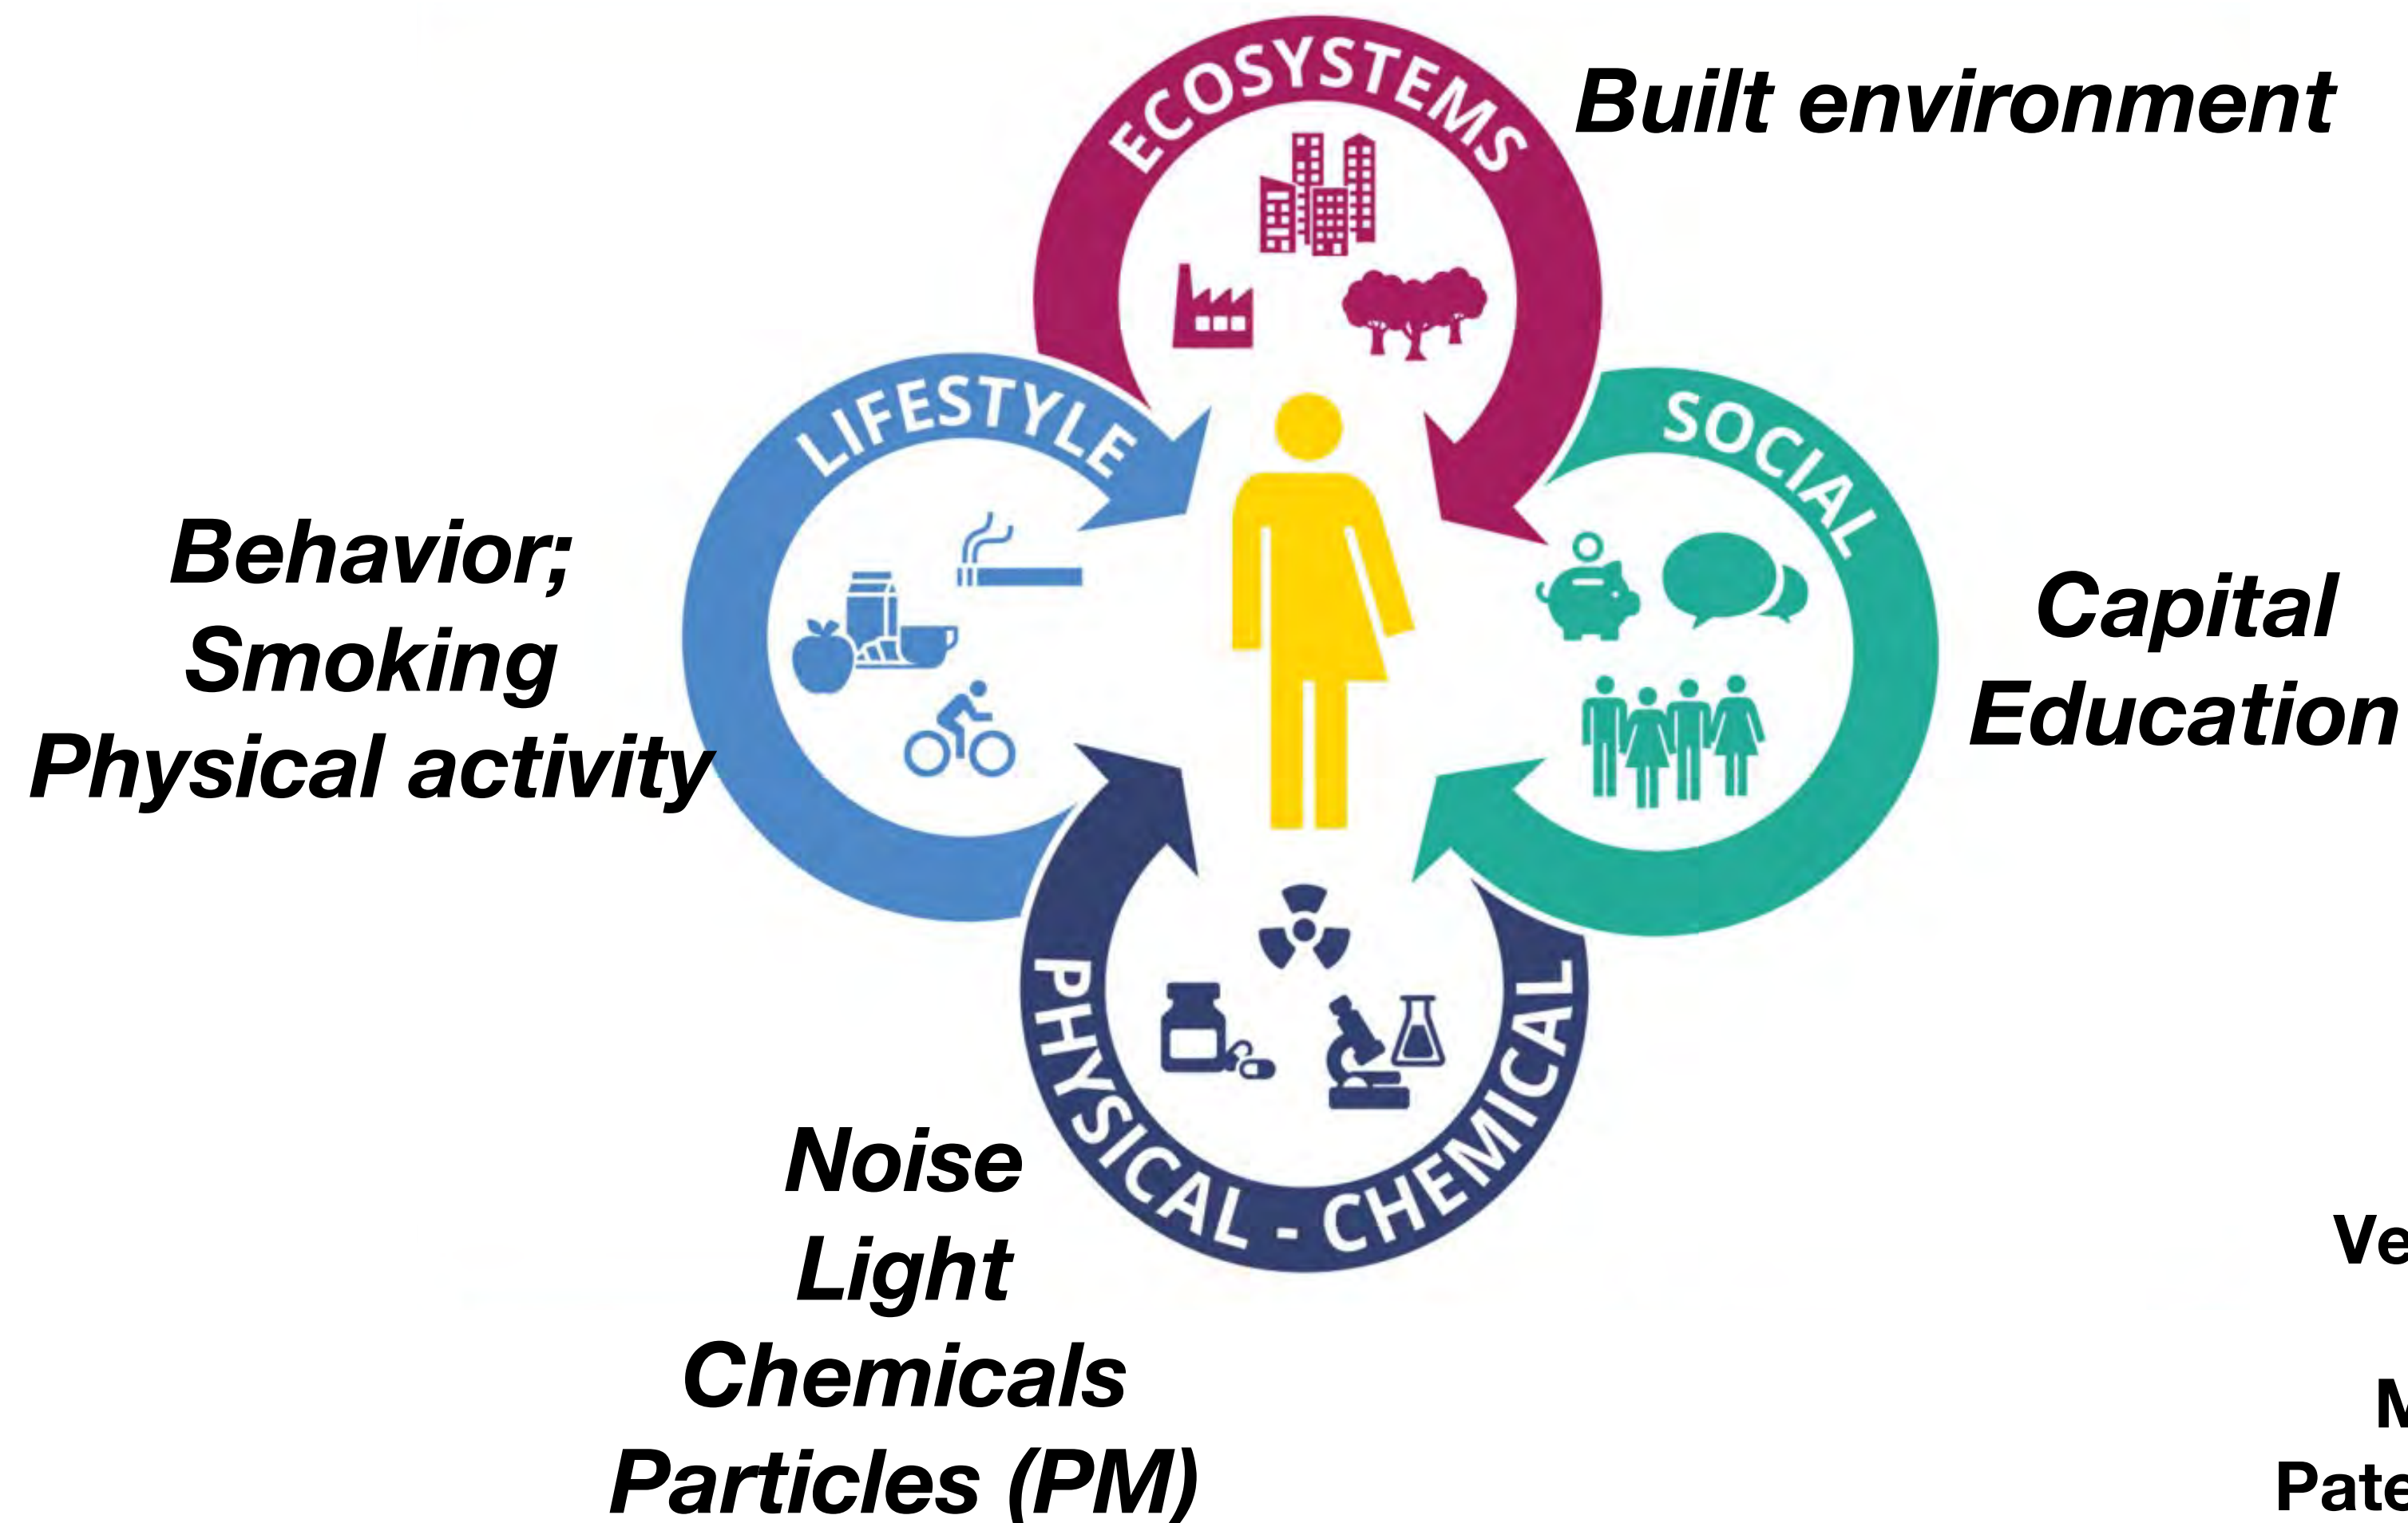 ECOSYSTEMS
Built environment
LIFESTYLE
SOCIAL
Behavior;
Smoking
Physical activity
Capital
Education
PHYSICAL - CHEMICAL
Noise
Light
Chemicals
Particles (PM)